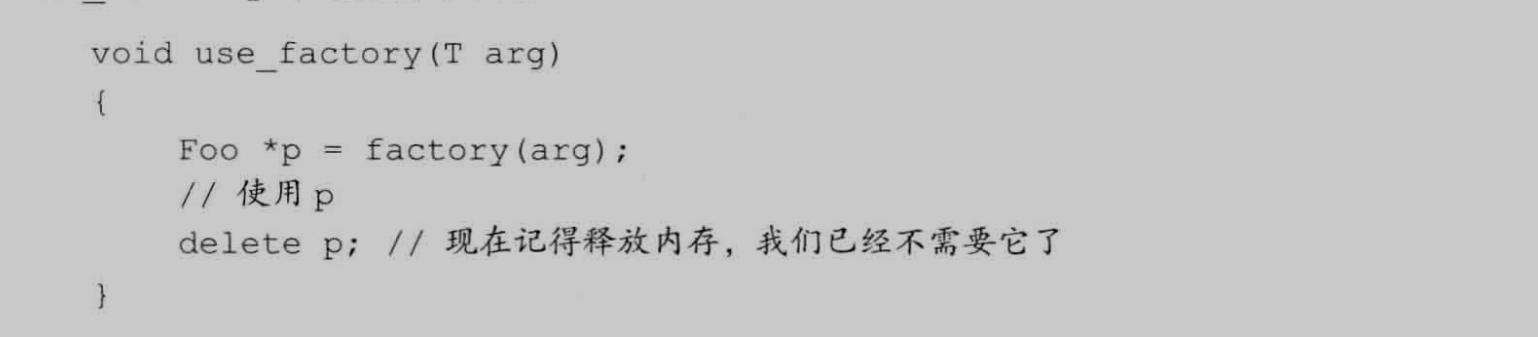 void use_factory(T arg)
{
    Foo *p = factory(arg);
    // 使用 p
    delete p; // 现在记得释放内存，我们已经不需要它了
}